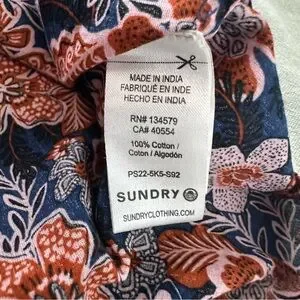 MADE IN INDIA
FABRIQUÉ EN INDE
HECHO EN INDIA
RN# 134579
CA# 40554
100% Cotton /
Coton / Algodón
PS22-5K5-S92
SUNDRY
SUNDRYCLOTHING.COM